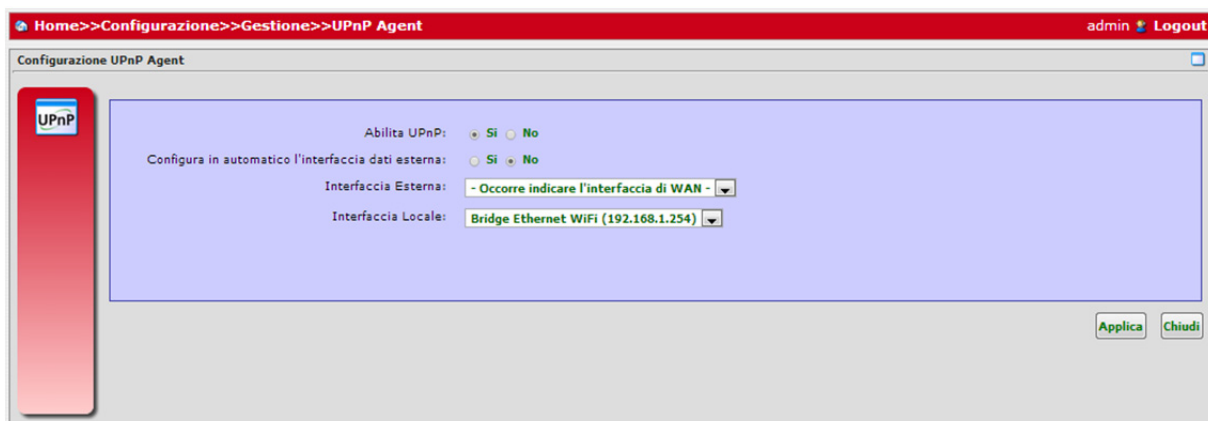 Home>>Configurazione>>Gestione>>UPnP Agent admin Logout
Configurazione UPnP Agent
UPnP
Abilita UPnP: Si No
Configura in automatico l'interfaccia dati esterna: Si No
Interfaccia Esterna: - Occorre indicare l'interfaccia di WAN -
Interfaccia Locale: Bridge Ethernet WiFi (192.168.1.254)
Applica Chiudi